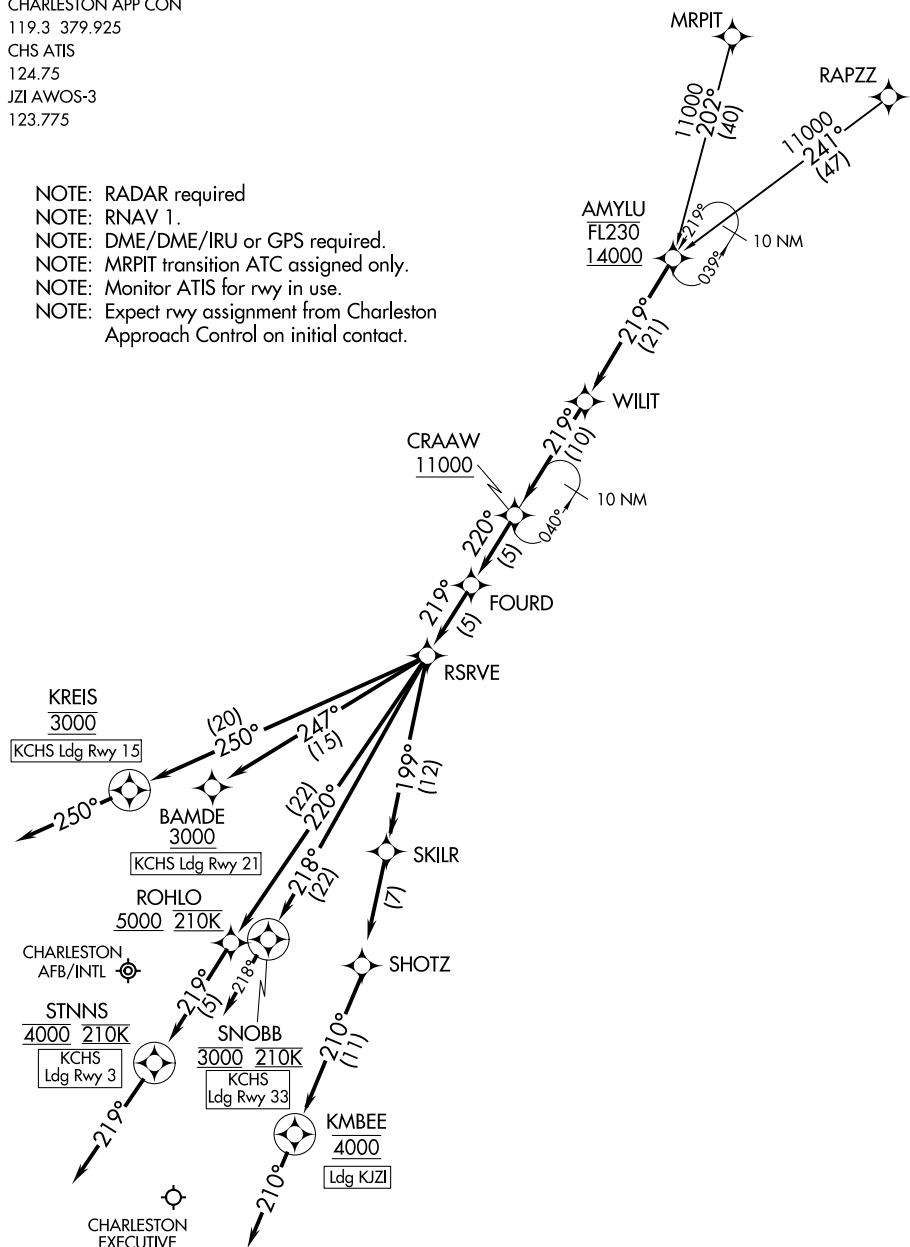 CHARLESTON APP CON
119.3 379.925
CHS ATIS
124.75
JZI AWOS-3
123.775
NOTE: RADAR required
NOTE: RNAV 1.
NOTE: DME/DME/IRU or GPS required.
NOTE: MRPIT transition ATC assigned only.
NOTE: Monitor ATIS for rwy in use.
NOTE: Expect rwy assignment from Charleston
Approach Control on initial contact.
MRPIT
11000
202°
(40)
RAPZZ
11000
241°
(47)
AMYLU
FL230
14000
219°
039°
10 NM
219°
(21)
WILIT
219°
(10)
CRAAW
11000
040°
10 NM
220°
(5)
FOURD
219°
(5)
RSRVE
KREIS
3000
KCHS Ldg Rwy 15
(20)
250°
250°
247°
(15)
BAMDE
3000
KCHS Ldg Rwy 21
(22)
220°
218°
(22)
199°
(12)
SKILR
(7)
SHOTZ
ROHLO
5000 210K
CHARLESTON
AFB/INTL
219°
(5)
218°
STNNS
4000 210K
KCHS
Ldg Rwy 3
219°
SNOBB
3000 210K
KCHS
Ldg Rwy 33
210°
(11)
KMBEE
4000
Ldg KJZI
210°
CHARLESTON
EXECUTIVE